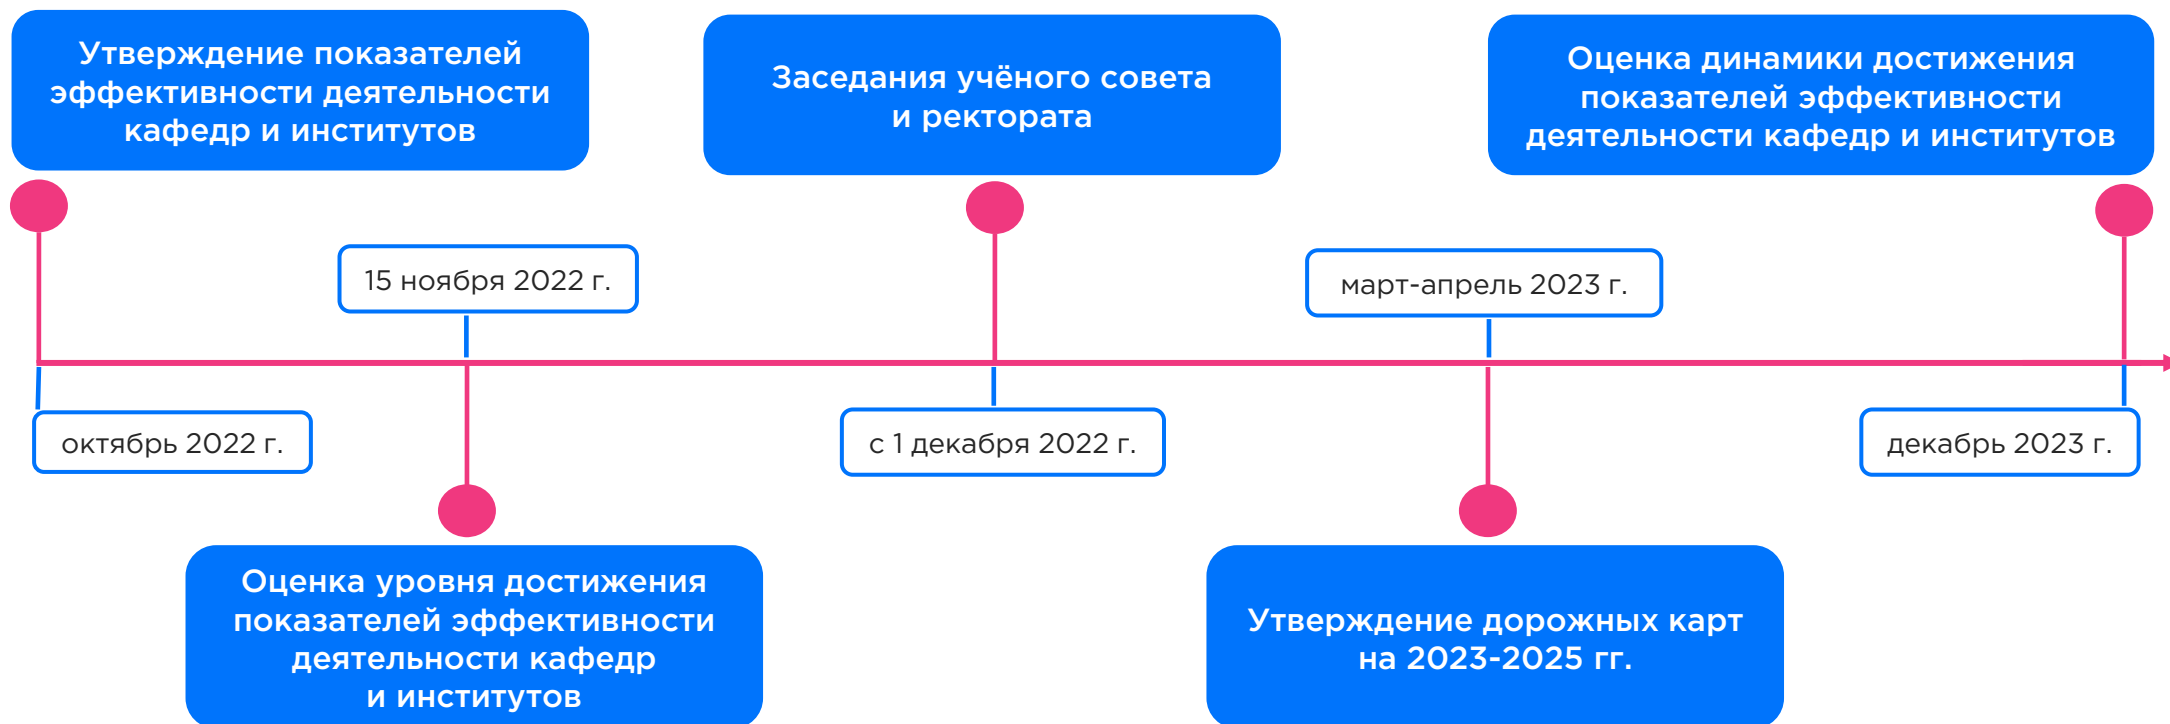 Утверждение показателей
эффективности деятельности
кафедр и институтов
Заседания учёного совета
и ректората
Оценка динамики достижения
показателей эффективности
деятельности кафедр и институтов
15 ноября 2022 г.
март-апрель 2023 г.
октябрь 2022 г.
с 1 декабря 2022 г.
декабрь 2023 г.
Оценка уровня достижения
показателей эффективности
деятельности кафедр
и институтов
Утверждение дорожных карт
на 2023-2025 гг.